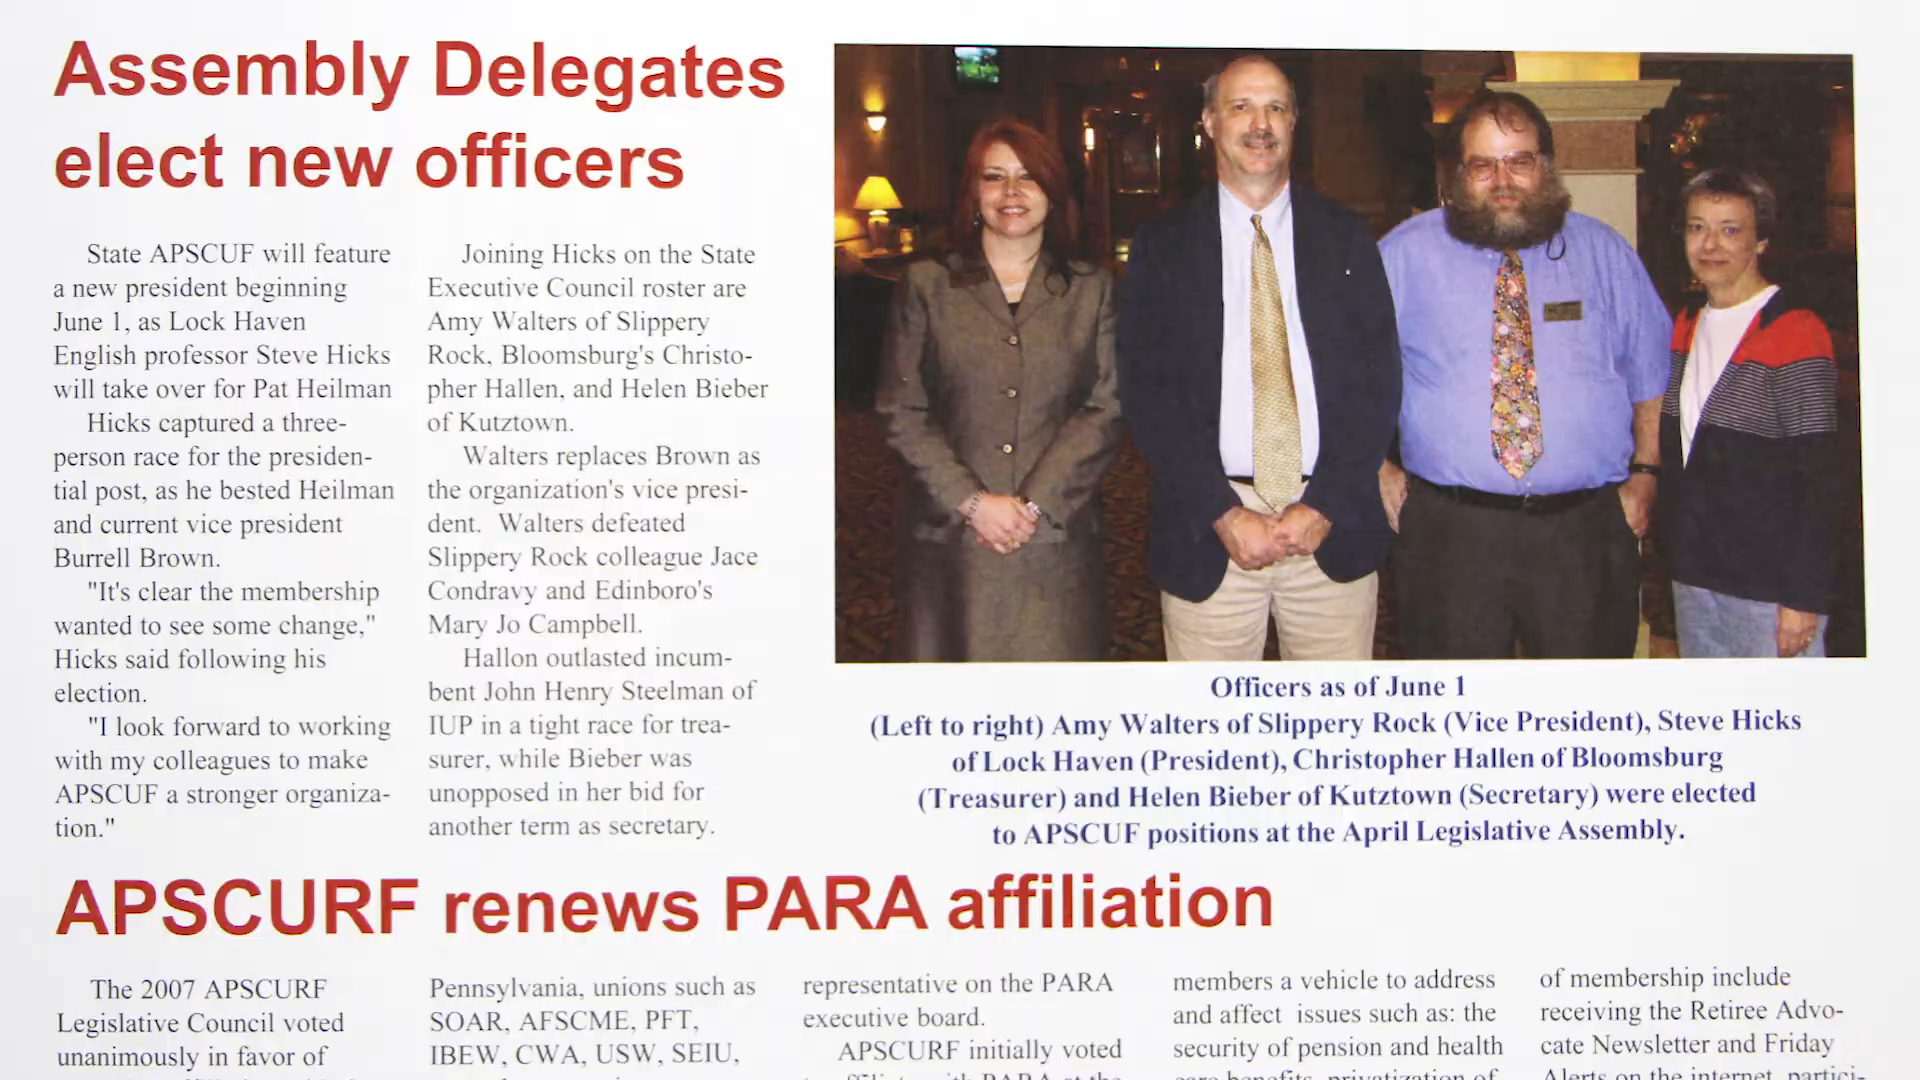 Assembly Delegates
elect new officers
State APSCUF will feature
a new president beginning
June 1, as Lock Haven
English professor Steve Hicks
will take over for Pat Heilman
Hicks captured a three-
person race for the presiden-
tial post, as he bested Heilman
and current vice president
Burrell Brown.
"It's clear the membership
wanted to see some change,"
Hicks said following his
election.
"I look forward to working
with my colleagues to make
APSCUF a stronger organiza-
tion."
Joining Hicks on the State
Executive Council roster are
Amy Walters of Slippery
Rock, Bloomsburg's Christo-
pher Hallen, and Helen Bieber
of Kutztown.
Walters replaces Brown as
the organization's vice presi-
dent. Walters defeated
Slippery Rock colleague Jace
Condravy and Edinboro's
Mary Jo Campbell.
Hallon outlasted incum-
bent John Henry Steelman of
IUP in a tight race for trea-
surer, while Bieber was
unopposed in her bid for
another term as secretary.
Officers as of June 1
(Left to right) Amy Walters of Slippery Rock (Vice President), Steve Hicks
of Lock Haven (President), Christopher Hallen of Bloomsburg
(Treasurer) and Helen Bieber of Kutztown (Secretary) were elected
to APSCUF positions at the April Legislative Assembly.
APSCURF renews PARA affiliation
The 2007 APSCURF
Legislative Council voted
unanimously in favor of
Pennsylvania, unions such as
SOAR, AFSCME, PFT,
IBEW, CWA, USW, SEIU,
representative on the PARA
executive board.
APSCURF initially voted
members a vehicle to address
and affect issues such as: the
security of pension and health
care benefits, privatization of
of membership include
receiving the Retiree Advo-
cate Newsletter and Friday
Alerts on the internet, partici-